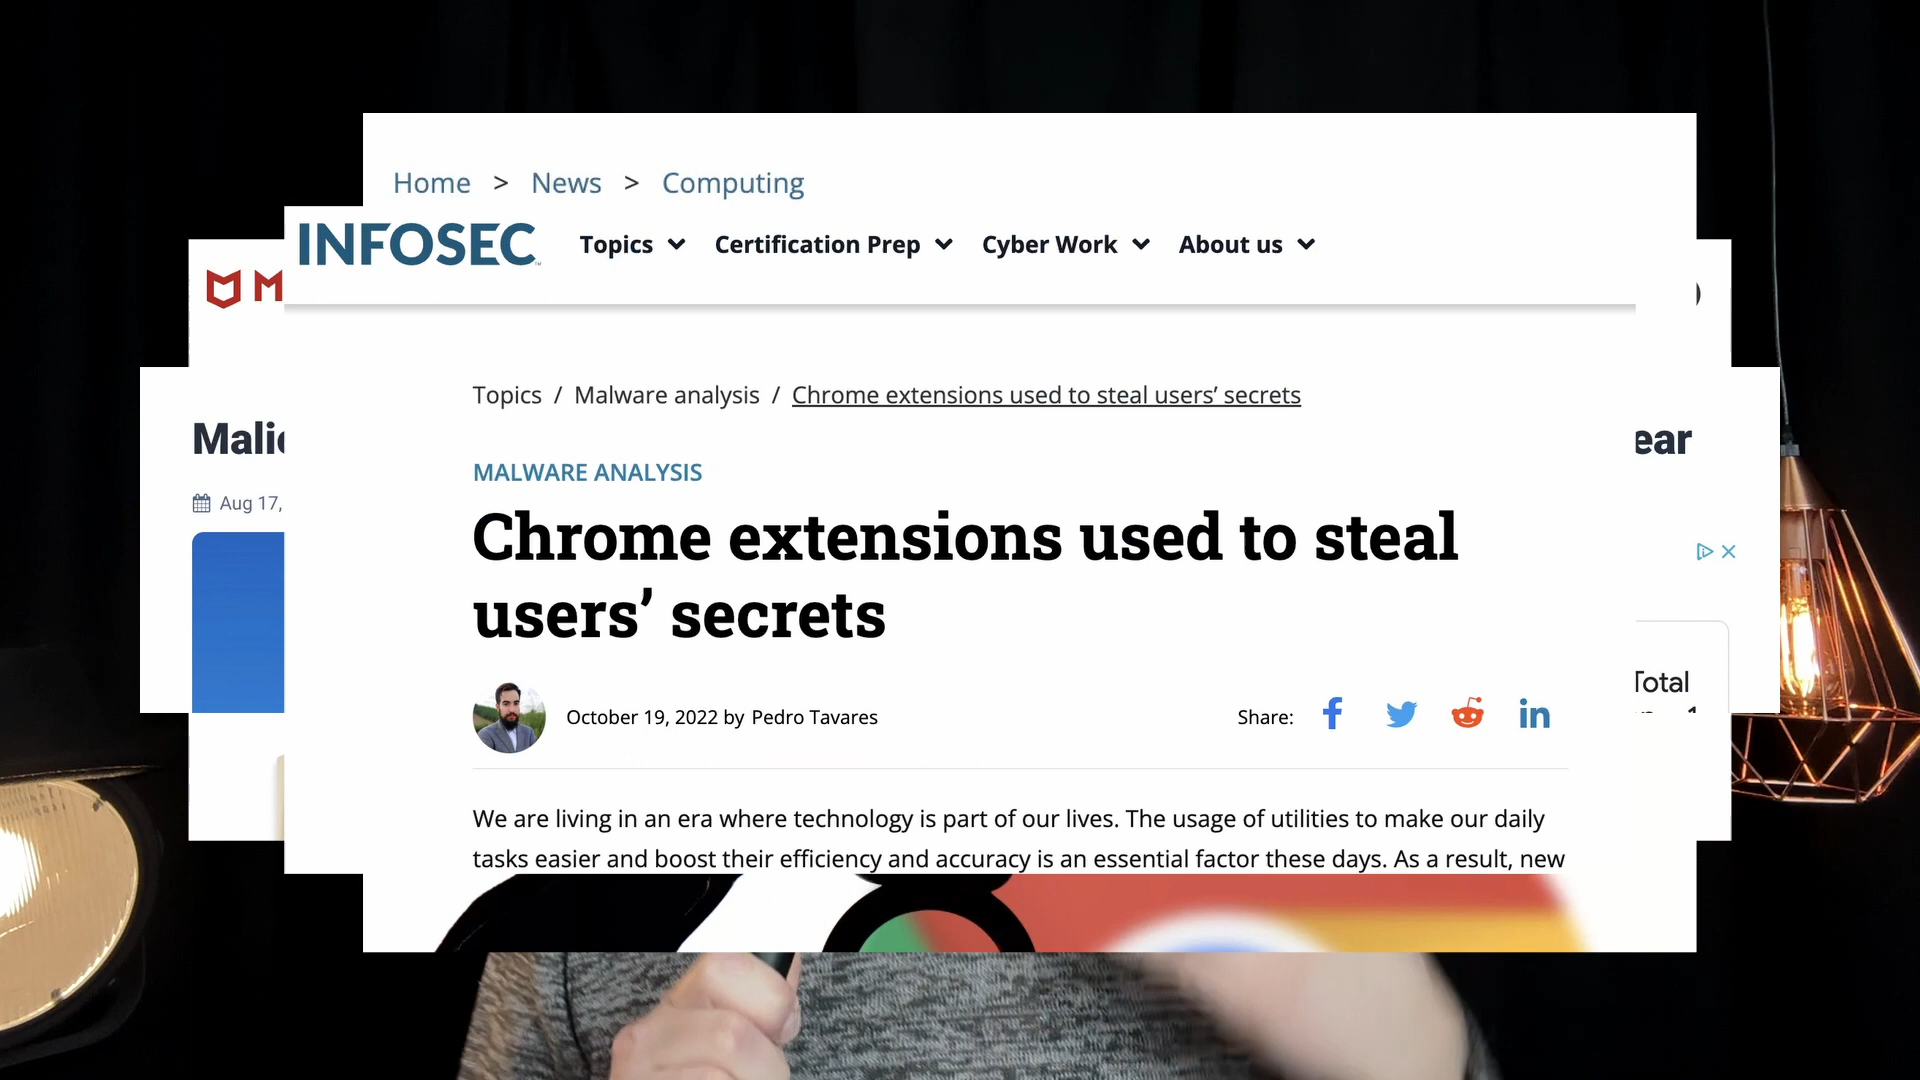 Home > News > Computing
INFOSEC Topics Certification Prep Cyber Work About us
M
Topics / Malware analysis / Chrome extensions used to steal users’ secrets
ear
Aug 17,
MALWARE ANALYSIS
Chrome extensions used to steal
users’ secrets
Total
October 19, 2022 by Pedro Tavares
Share:
We are living in an era where technology is part of our lives. The usage of utilities to make our daily
tasks easier and boost their efficiency and accuracy is an essential factor these days. As a result, new